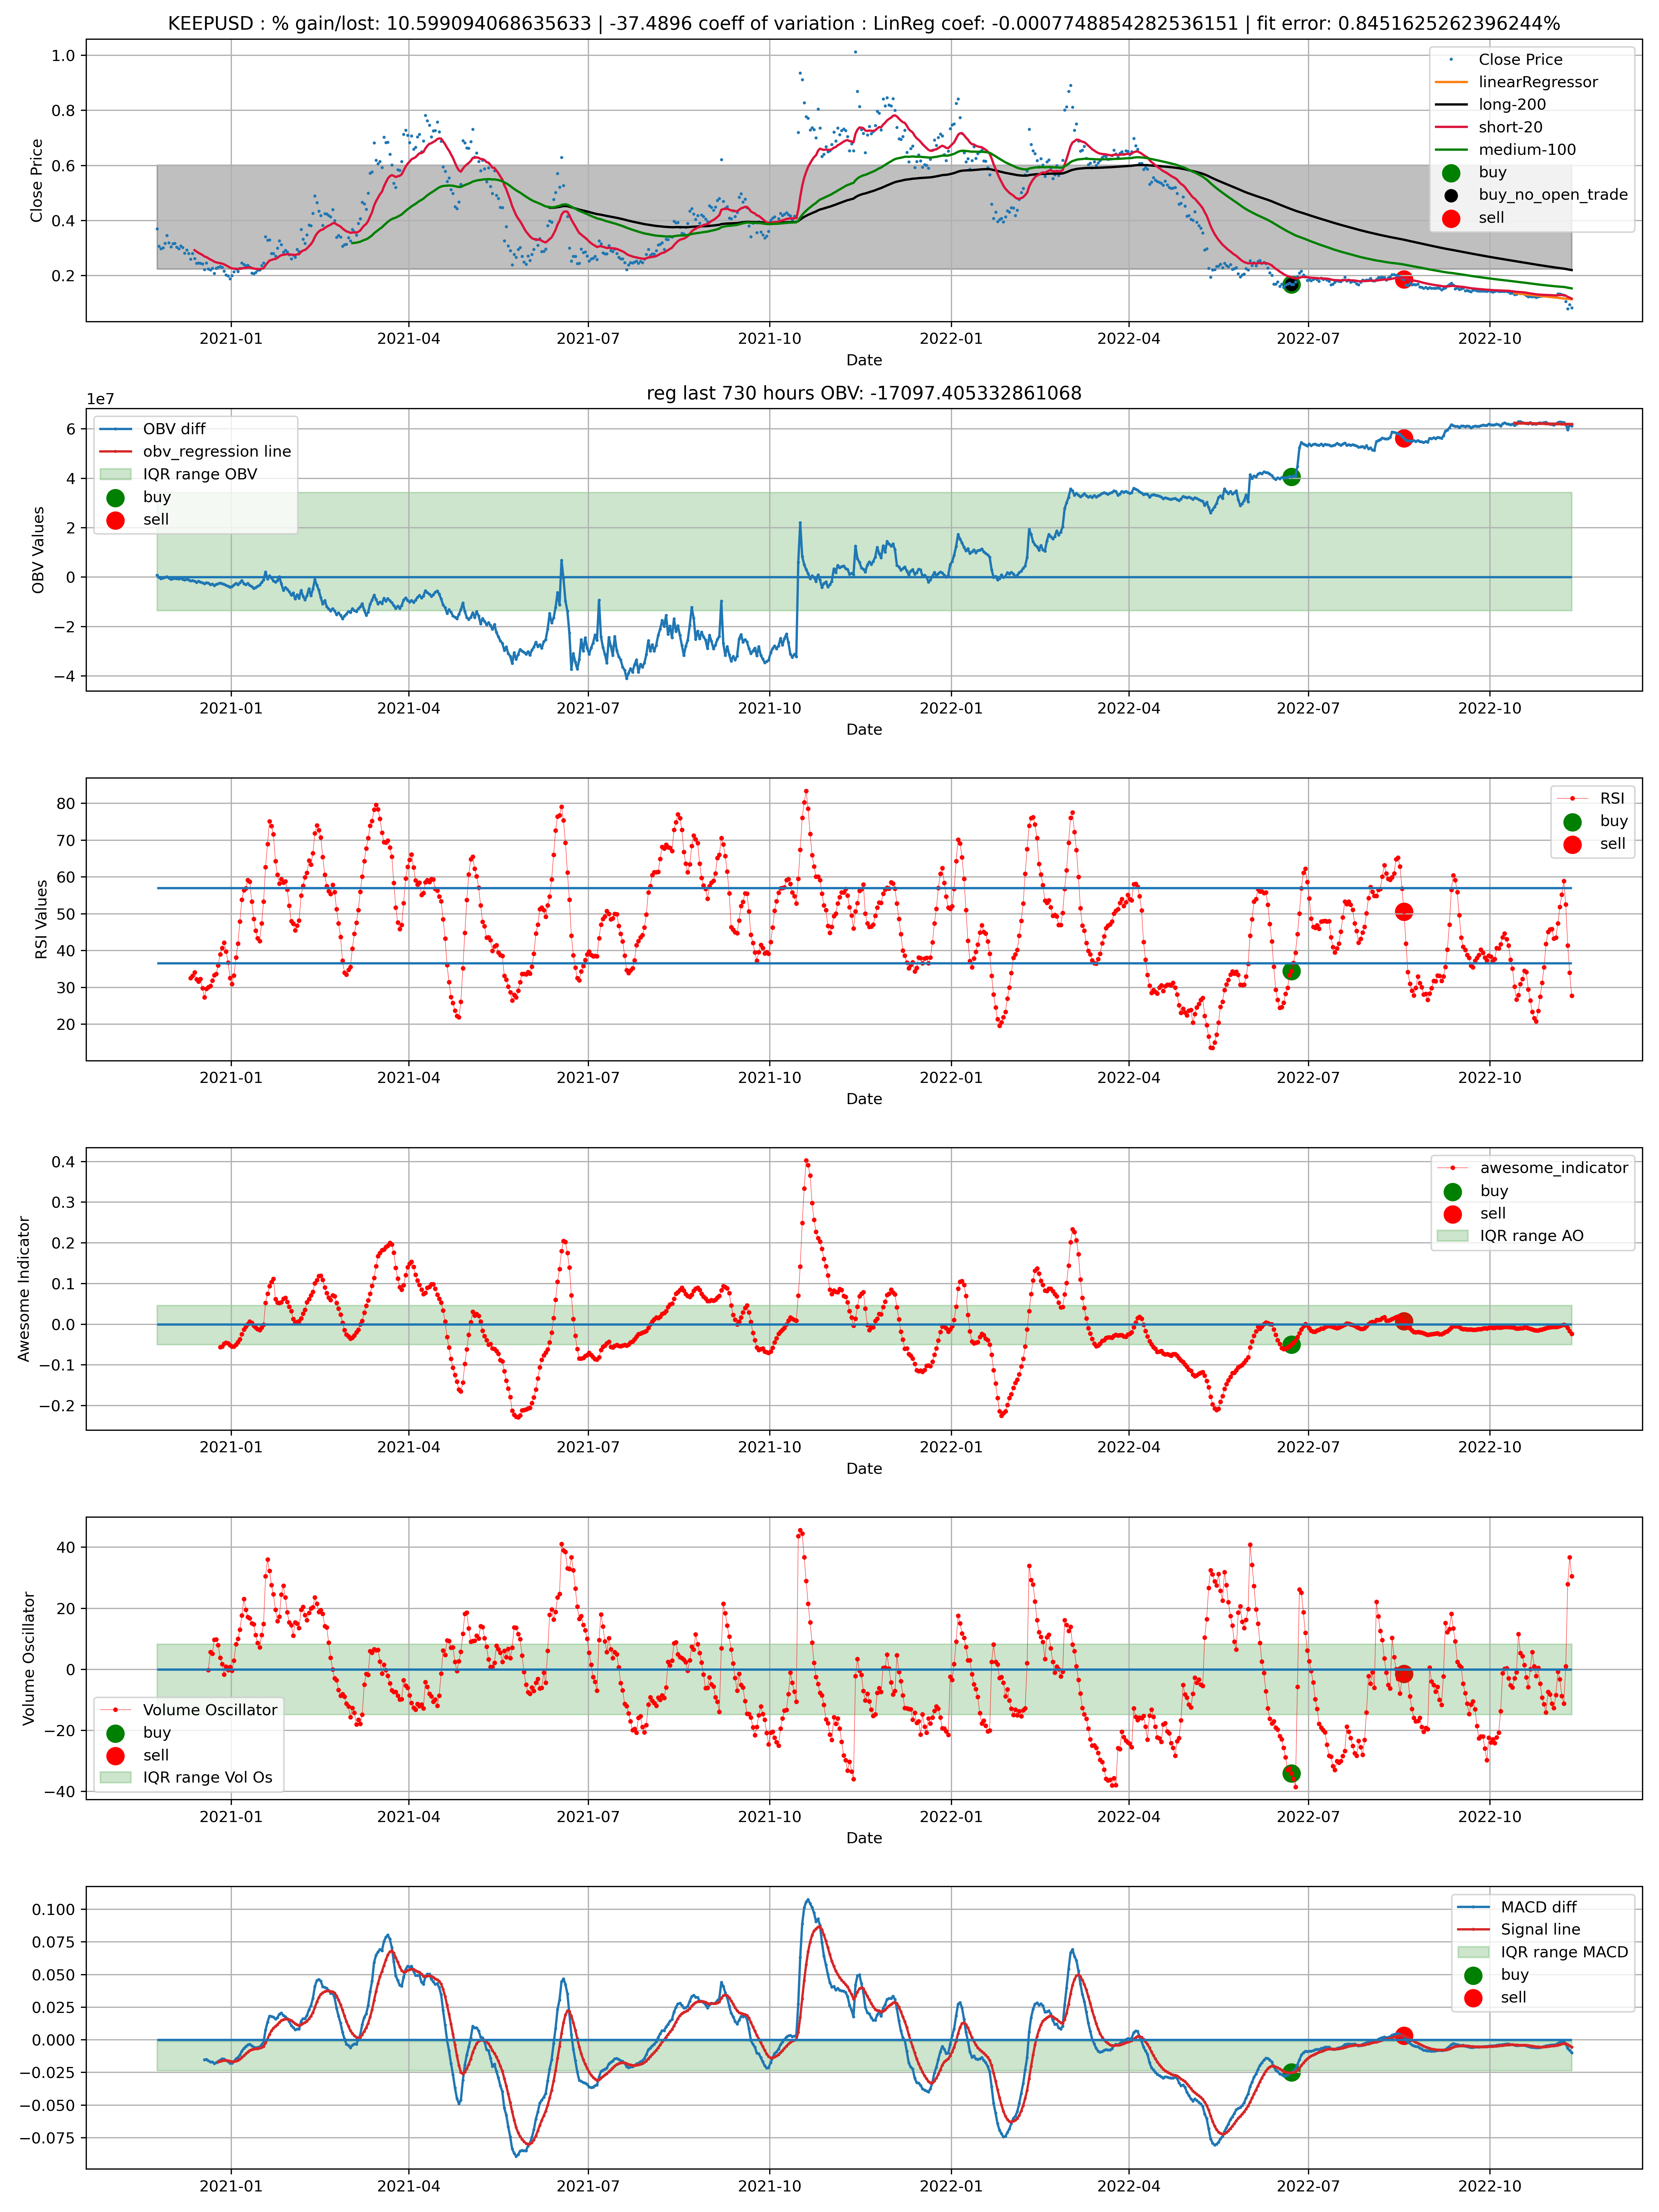 KEEPUSD : % gain/lost: 10.599094068635633 | -37.4896 coeff of variation : LinReg coef: -0.0007748854282536151 | fit error: 0.8451625262396244%
1.0
0.8
0.6
0.4
0.2
Close Price
Close Price
linearRegressor
long-200
short-20
medium-100
buy
buy_no_open_trade
sell
2021-01 2021-04 2021-07 2021-10 2022-01 2022-04 2022-07 2022-10
Date
reg last 730 hours OBV: -17097.405332861068
1e7
6
4
2
0
−2
−4
OBV Values
OBV diff
obv_regression line
IQR range OBV
buy
sell
2021-01 2021-04 2021-07 2021-10 2022-01 2022-04 2022-07 2022-10
Date
80
70
60
50
40
30
20
RSI Values
RSI
buy
sell
2021-01 2021-04 2021-07 2021-10 2022-01 2022-04 2022-07 2022-10
Date
0.4
0.3
0.2
0.1
0.0
−0.1
−0.2
Awesome Indicator
awesome_indicator
buy
sell
IQR range AO
2021-01 2021-04 2021-07 2021-10 2022-01 2022-04 2022-07 2022-10
Date
40
20
0
−20
−40
Volume Oscillator
Volume Oscillator
buy
sell
IQR range Vol Os
2021-01 2021-04 2021-07 2021-10 2022-01 2022-04 2022-07 2022-10
Date
0.100
0.075
0.050
0.025
0.000
−0.025
−0.050
−0.075
MACD diff
Signal line
IQR range MACD
buy
sell
2021-01 2021-04 2021-07 2021-10 2022-01 2022-04 2022-07 2022-10